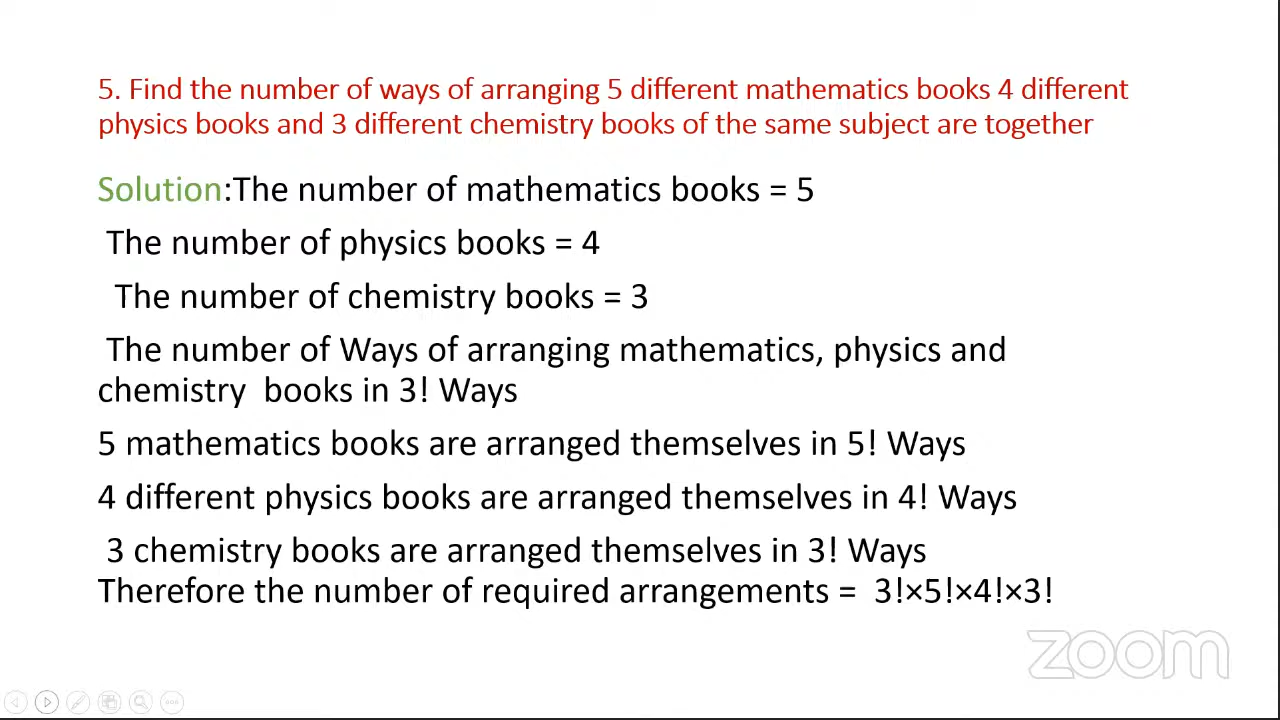 5. Find the number of ways of arranging 5 different mathematics books 4 different
physics books and 3 different chemistry books of the same subject are together
Solution:The number of mathematics books = 5
The number of physics books = 4
The number of chemistry books = 3
The number of Ways of arranging mathematics, physics and
chemistry  books in 3! Ways
5 mathematics books are arranged themselves in 5! Ways
4 different physics books are arranged themselves in 4! Ways
3 chemistry books are arranged themselves in 3! Ways
Therefore the number of required arrangements =  3!×5!×4!×3!
zoom